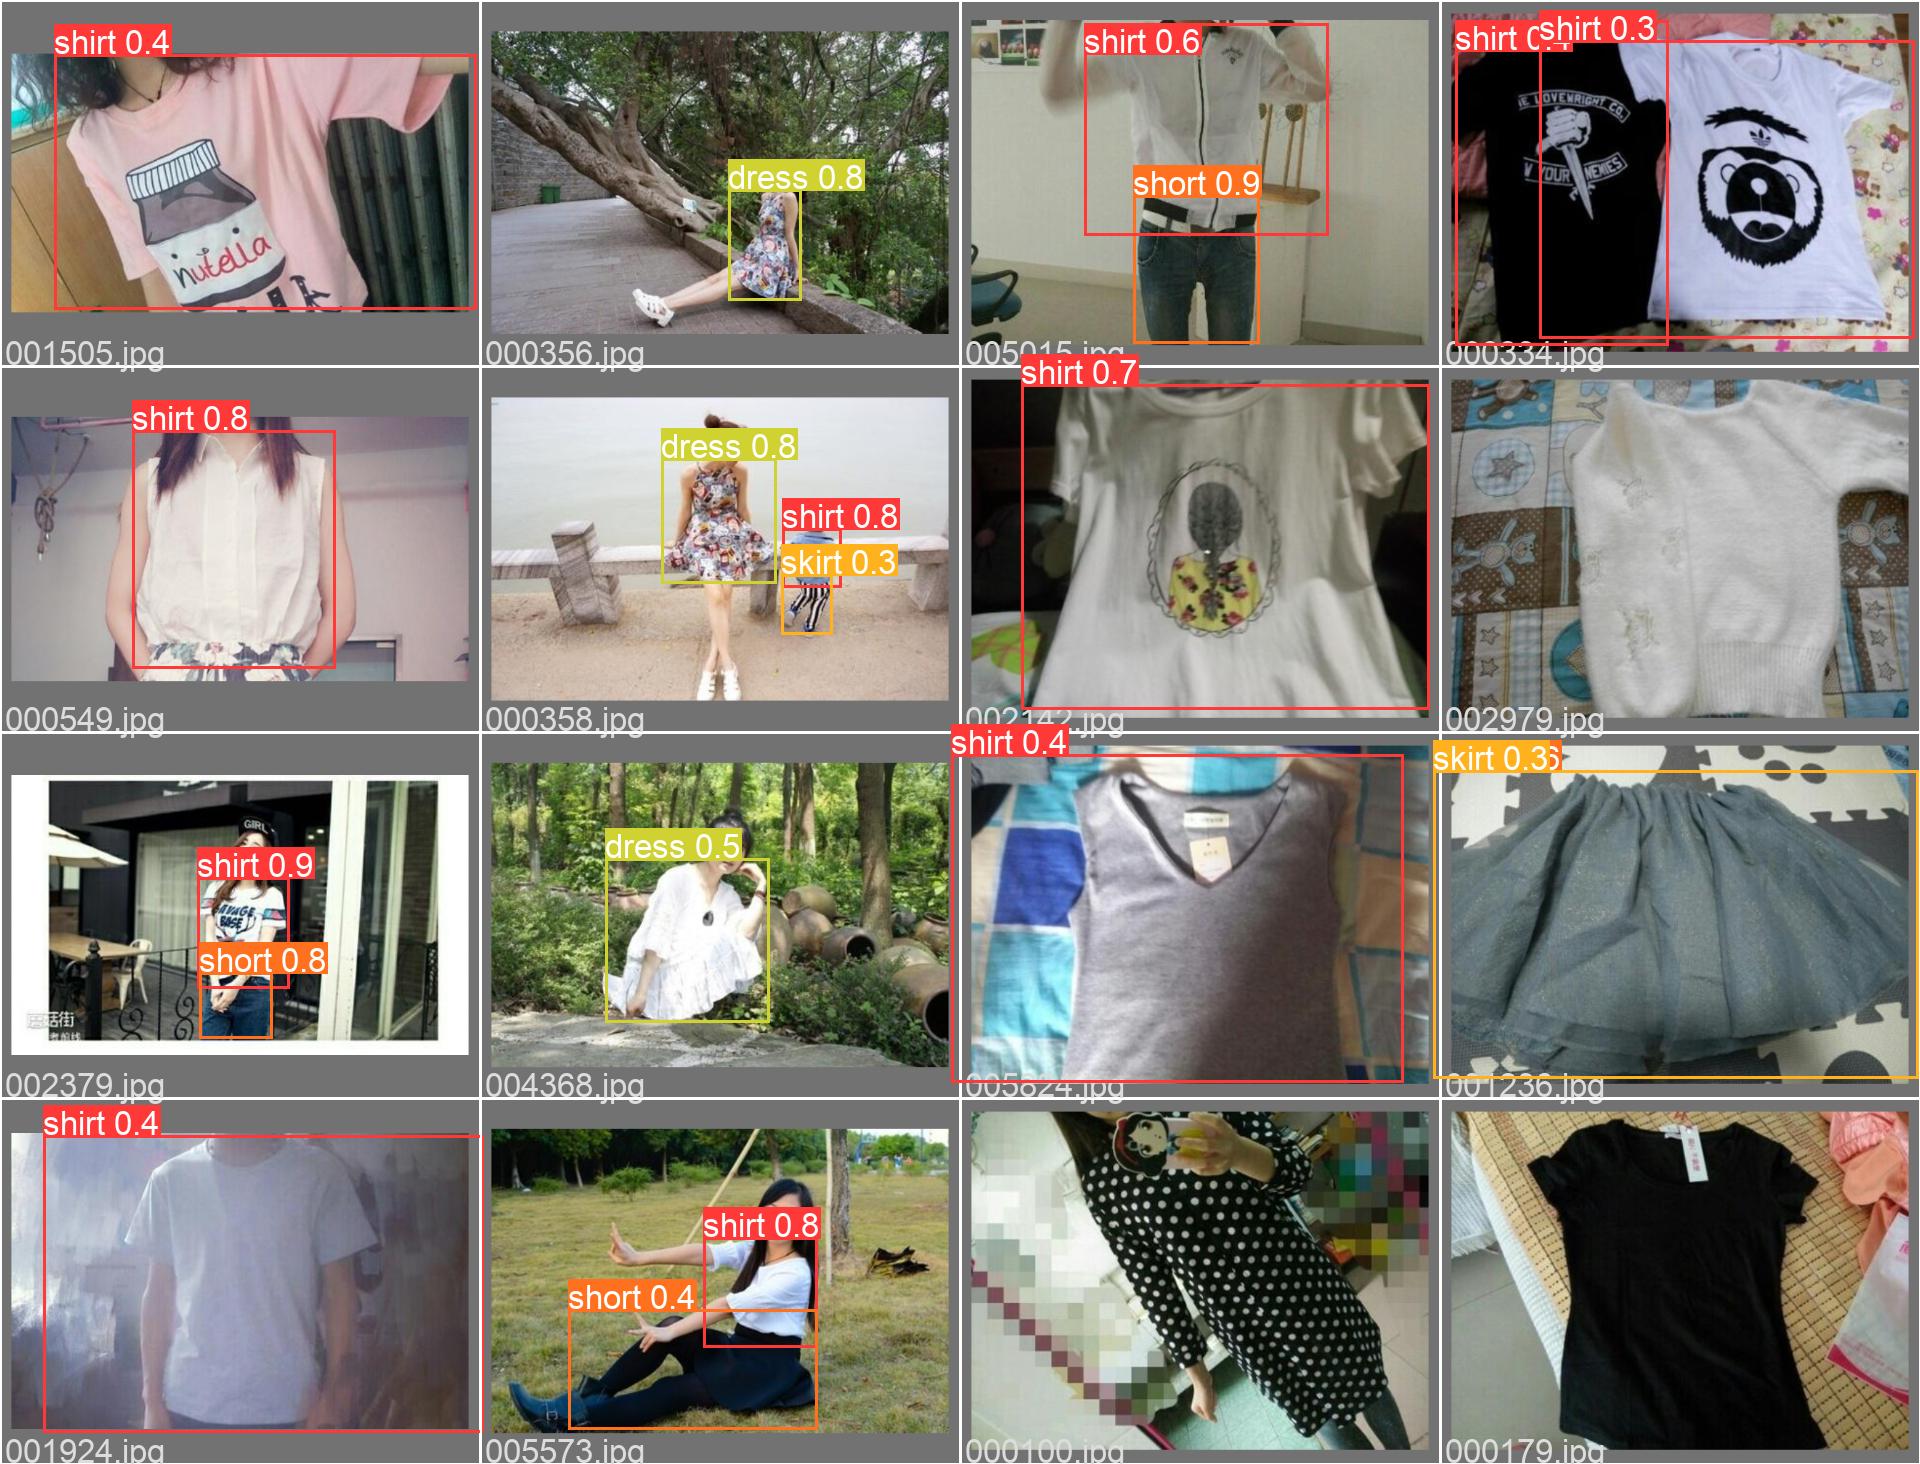 shirt 0.4
nutella
001505.jpg
dress 0.8
000356.jpg
shirt 0.6
short 0.9
005015.jpg
shirt 0.4
shirt 0.3
YOUR
000334.jpg
shirt 0.8
000549.jpg
dress 0.8
shirt 0.8
skirt 0.3
000358.jpg
shirt 0.7
002142.jpg
002979.jpg
GIRL
shirt 0.9
short 0.8
002379.jpg
dress 0.5
004368.jpg
shirt 0.4
005824.jpg
skirt 0.3
001236.jpg
shirt 0.4
001924.jpg
shirt 0.8
short 0.4
005573.jpg
000100.jpg
000179.jpg